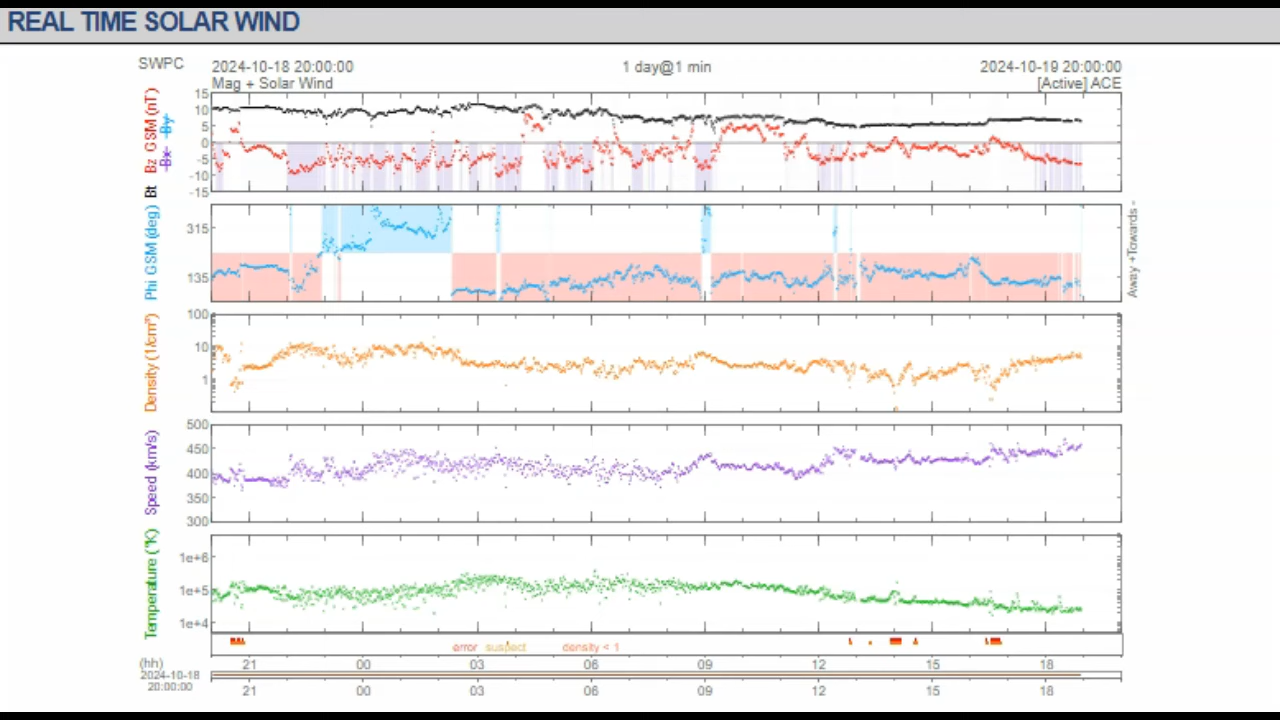 REAL TIME SOLAR WIND
SWPC
2024-10-18 20:00:00
1 day@1 min
2024-10-19 20:00:00
Mag + Solar Wind
[Active] ACE
Bt Bz GSM (nT)
Bx By
15
10
5
0
-5
-10
-15
Phi GSM (deg)
315
135
Away + Towards -
Density (1/cm³)
100
10
1
Speed (km/s)
500
450
400
350
300
Temperature (°K)
1e+6
1e+5
1e+4
error suspect density < 1
(hh)
21 00 03 06 09 12 15 18
2024-10-18
20:00:00
21 00 03 06 09 12 15 18